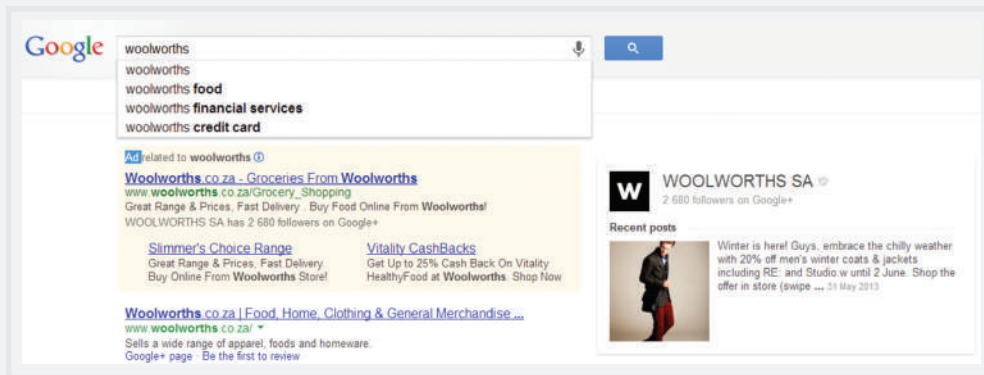 Google
woolworths
woolworths
woolworths food
woolworths financial services
woolworths credit card
Ad related to woolworths
Woolworths.co.za - Groceries From Woolworths
www.woolworths.co.za/Grocery_Shopping
Great Range & Prices, Fast Delivery . Buy Food Online From Woolworths!
WOOLWORTHS SA has 2 680 followers on Google+
Slimmer's Choice Range
Great Range & Prices, Fast Delivery.
Buy Online From Woolworths Store!
Vitality CashBacks
Get Up to 25% Cash Back On Vitality
HealthyFood at Woolworths. Shop Now
Woolworths.co.za | Food, Home, Clothing & General Merchandise ...
www.woolworths.co.za/
Sells a wide range of apparel, foods and homeware.
Google+ page - Be the first to review
W
WOOLWORTHS SA
2 680 followers on Google+
Recent posts
Winter is here! Guys, embrace the chilly weather
with 20% off men's winter coats & jackets
including RE: and Studio.w until 2 June. Shop the
offer in store (swipe ... 31 May 2013